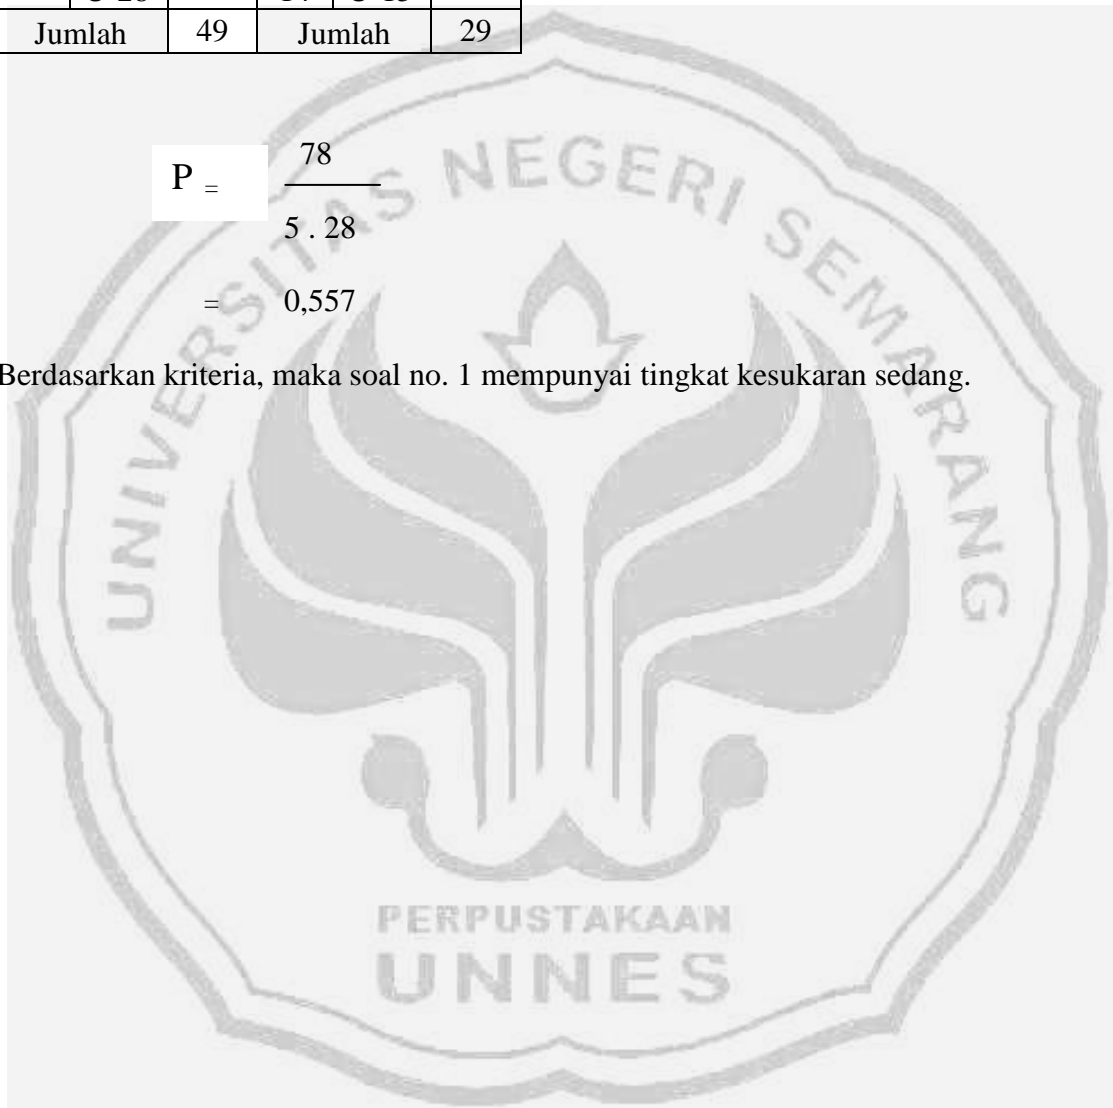 Jumlah 49 Jumlah 29
78
P =
5 . 28
= 0,557
Berdasarkan kriteria, maka soal no. 1 mempunyai tingkat kesukaran sedang.
UNIVERSITAS NEGERI SEMARANG
PERPUSTAKAAN
UNNES